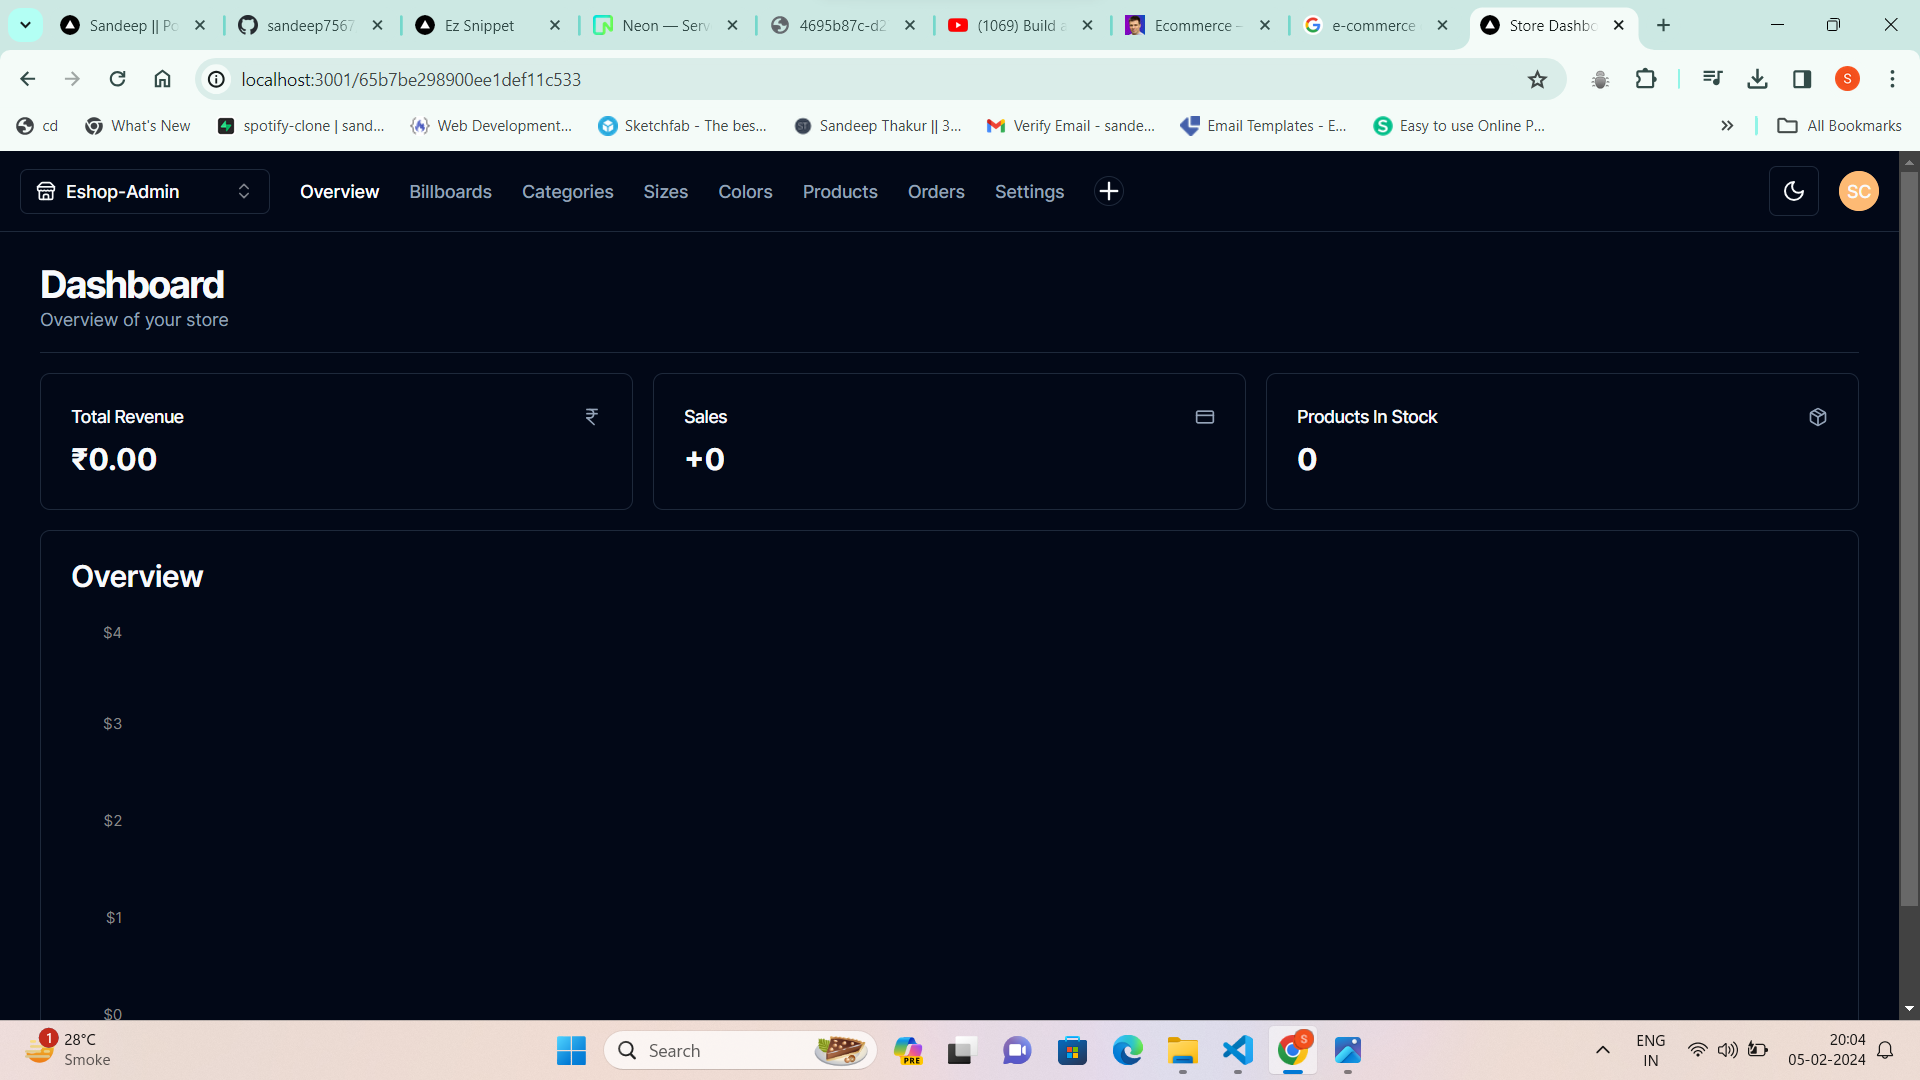 Sandeep || Po
sandeep7567
Ez Snippet
Neon — Serv
4695b87c-d2
(1069) Build a
Ecommerce –
e-commerce
Store Dashbo
localhost:3001/65b7be298900ee1def11c533
S
cd
What's New
spotify-clone | sand...
Web Development...
Sketchfab - The bes...
ST
Sandeep Thakur || 3...
Verify Email - sande...
Email Templates - E...
Easy to use Online P...
All Bookmarks
Eshop-Admin
Overview
Billboards
Categories
Sizes
Colors
Products
Orders
Settings
SC
Dashboard
Overview of your store
Total Revenue
₹
₹0.00
Sales
+0
Products In Stock
0
Overview
$4
$3
$2
$1
$0
1
28°C
Smoke
Search
PRE
S
ENG
IN
20:04
05-02-2024